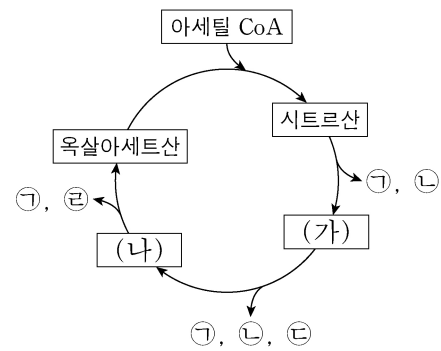 아세틸 CoA
시트르산
옥살아세트산
㉠, ㉡
㉠, ㉣
(가)
(나)
㉠, ㉡, ㉢